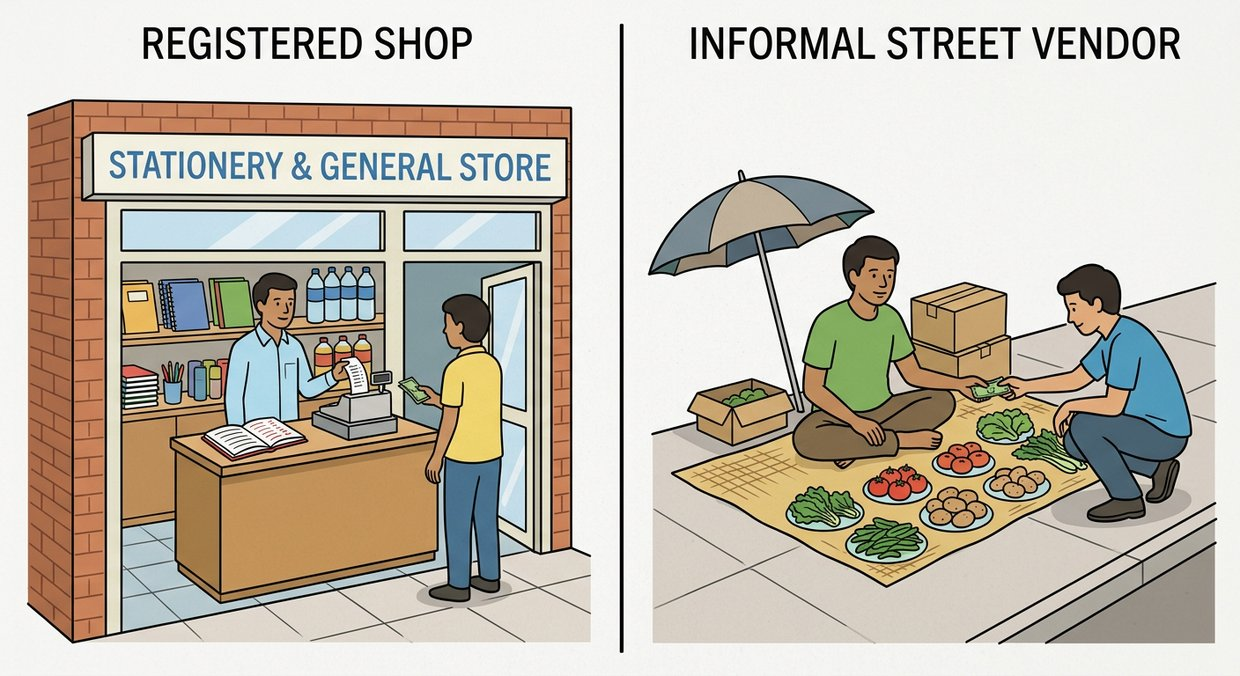 REGISTERED SHOP
STATIONERY & GENERAL STORE
INFORMAL STREET VENDOR